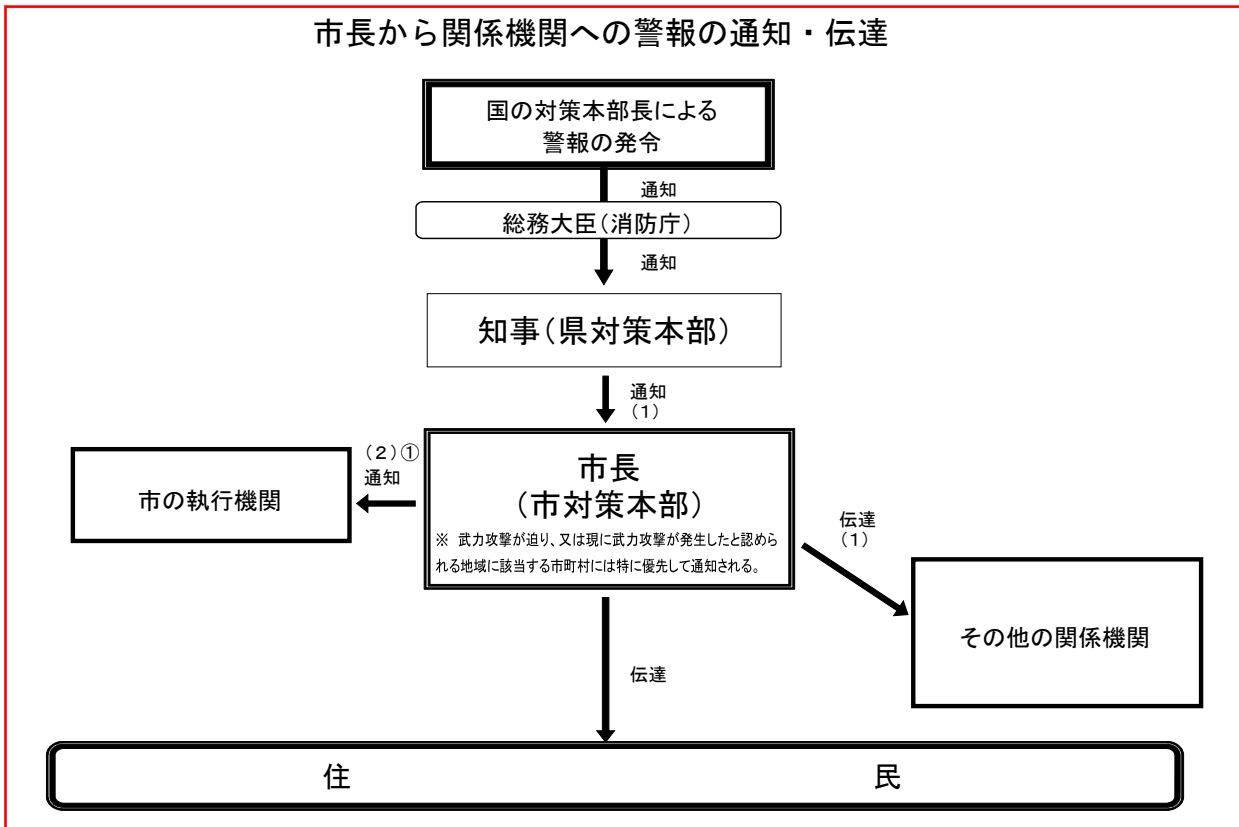 市長から関係機関への警報の通知・伝達
国の対策本部長による
警報の発令
通知
総務大臣(消防庁)
通知
知事(県対策本部)
通知
(1)
(2)①
通知
市の執行機関
市長
(市対策本部)
※ 武力攻撃が迫り、又は現に武力攻撃が発生したと認めら
れる地域に該当する市町村には特に優先して通知される。
伝達
(1)
その他の関係機関
伝達
住 民